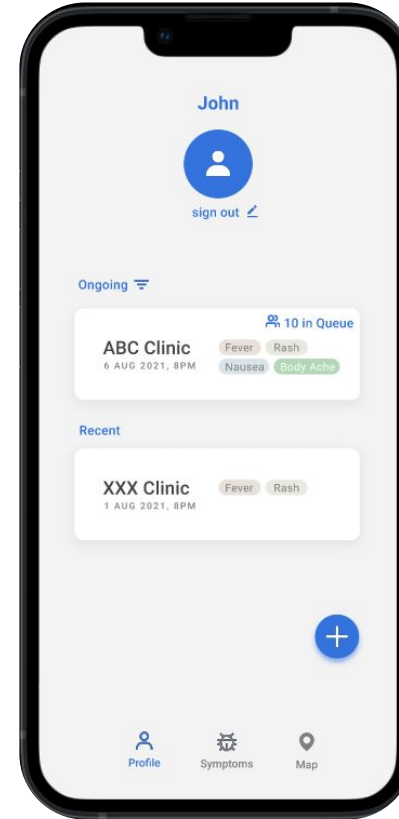 John
sign out
Ongoing
10 in Queue
ABC Clinic
Fever Rash
6 AUG 2021, 8PM
Nausea Body Ache
Recent
XXX Clinic
Fever Rash
1 AUG 2021, 8PM
Profile Symptoms Map